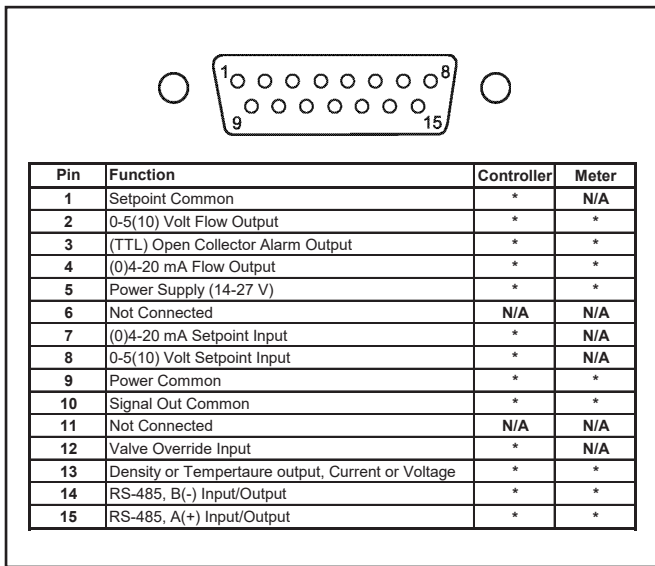 1 8
9 15
Pin Function Controller Meter
1 Setpoint Common * N/A
2 0-5(10) Volt Flow Output * *
3 (TTL) Open Collector Alarm Output * *
4 (0)4-20 mA Flow Output * *
5 Power Supply (14-27 V) * *
6 Not Connected N/A N/A
7 (0)4-20 mA Setpoint Input * N/A
8 0-5(10) Volt Setpoint Input * N/A
9 Power Common * *
10 Signal Out Common * *
11 Not Connected N/A N/A
12 Valve Override Input * N/A
13 Density or Tempertaure output, Current or Voltage * *
14 RS-485, B(-) Input/Output * *
15 RS-485, A(+) Input/Output * *